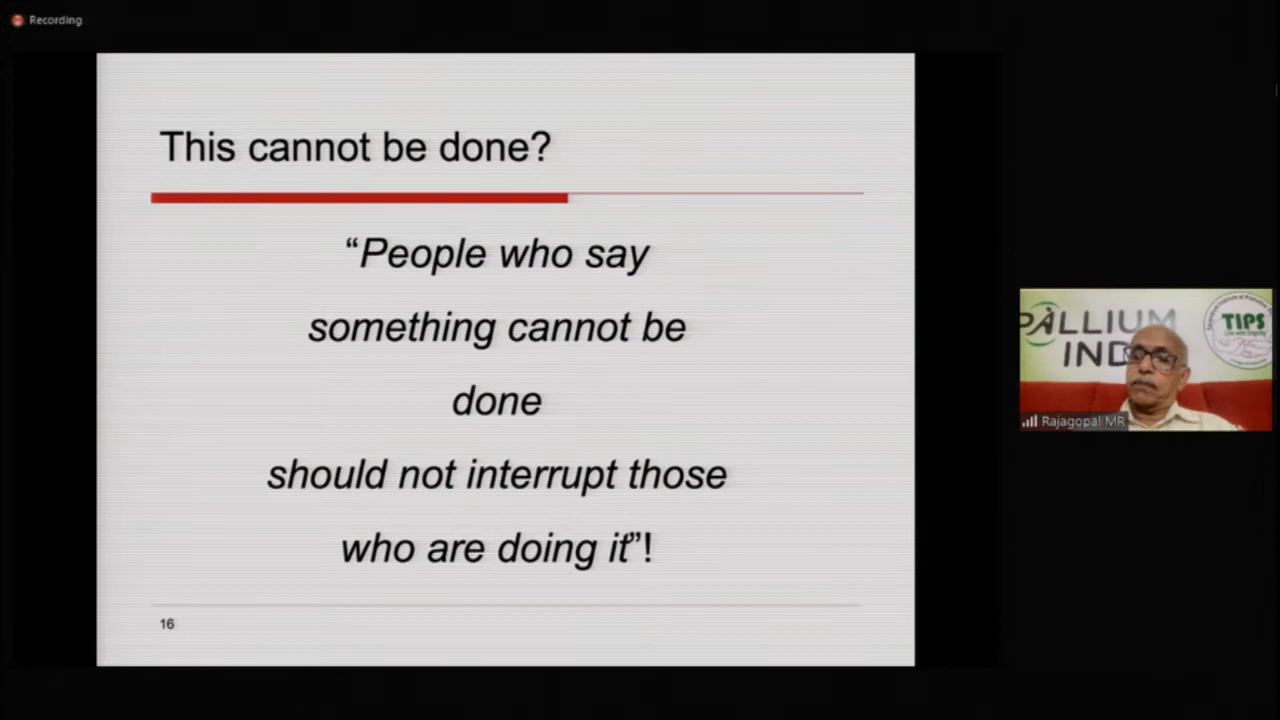 Recording
This cannot be done?
“People who say
something cannot be
done
should not interrupt those
who are doing it”!
16
PALLIUM
IND
TIPS
Rajagopal MR